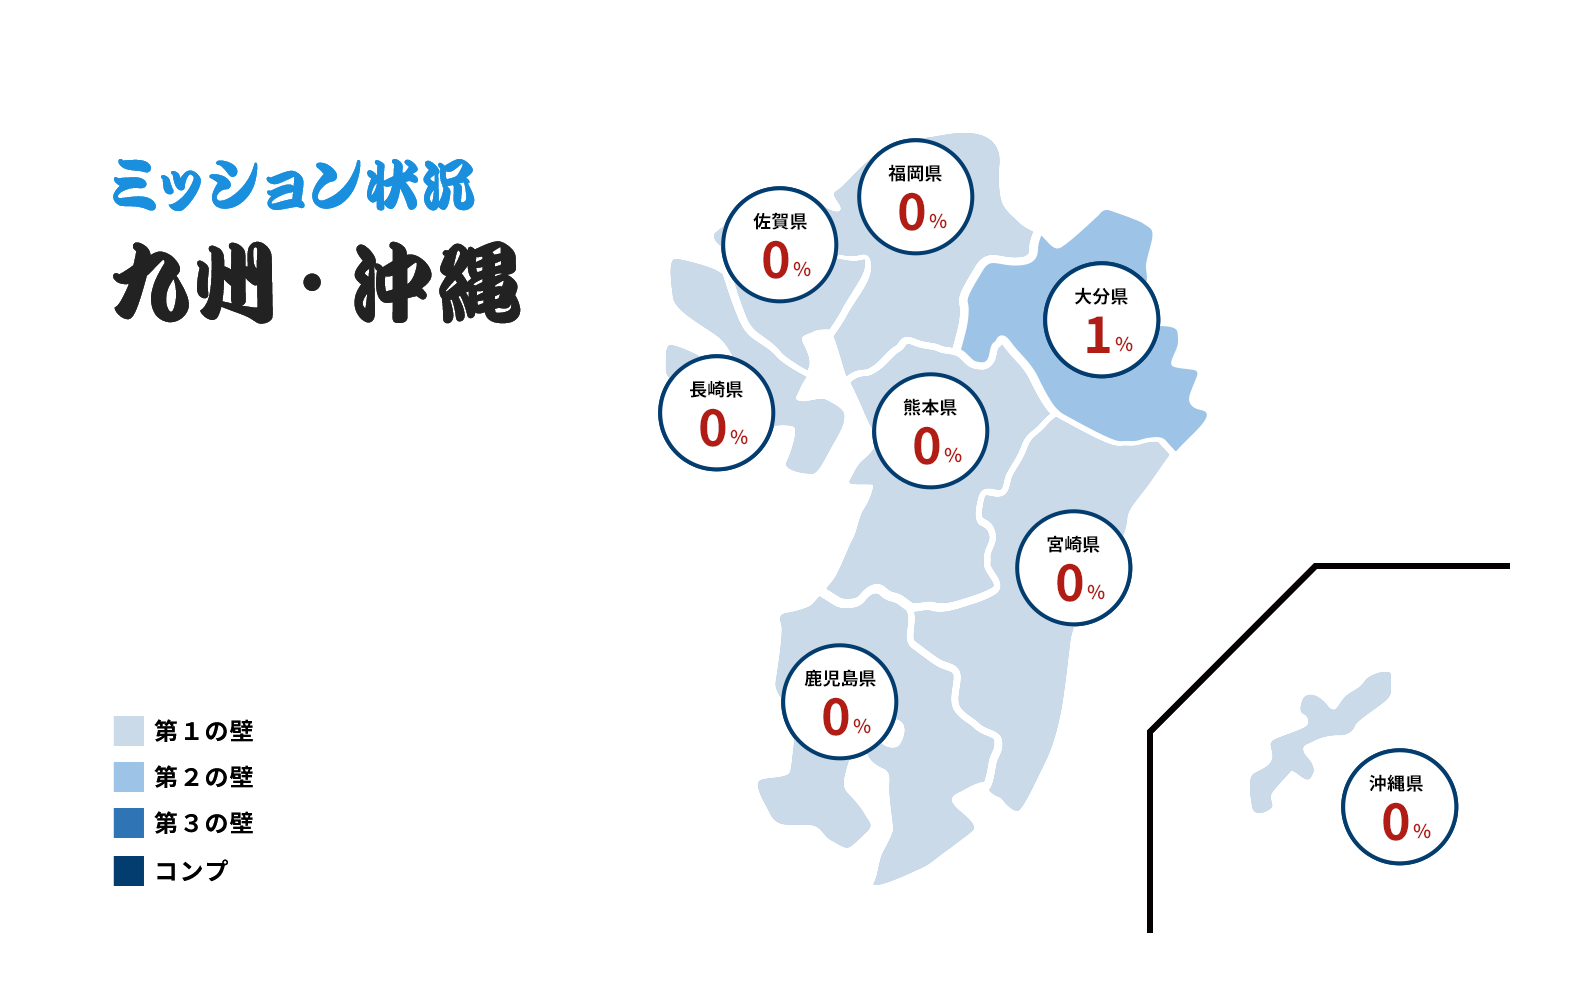 ミッション状況
九州・沖縄
福岡県
0%
佐賀県
0%
大分県
1%
長崎県
0%
熊本県
0%
宮崎県
0%
鹿児島県
0%
沖縄県
0%
第1の壁
第2の壁
第3の壁
コンプ